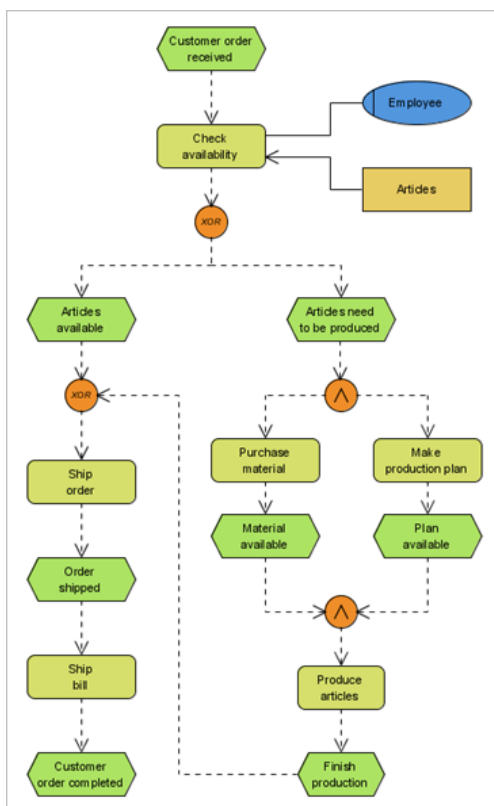 Customer order
received
Check
availability
Employee
Articles
XOR
Articles
available
Articles need
to be produced
XOR
Purchase
material
Make
production plan
Ship
order
Material
available
Plan
available
Order
shipped
Ship
bill
Produce
articles
Customer
order completed
Finish
production